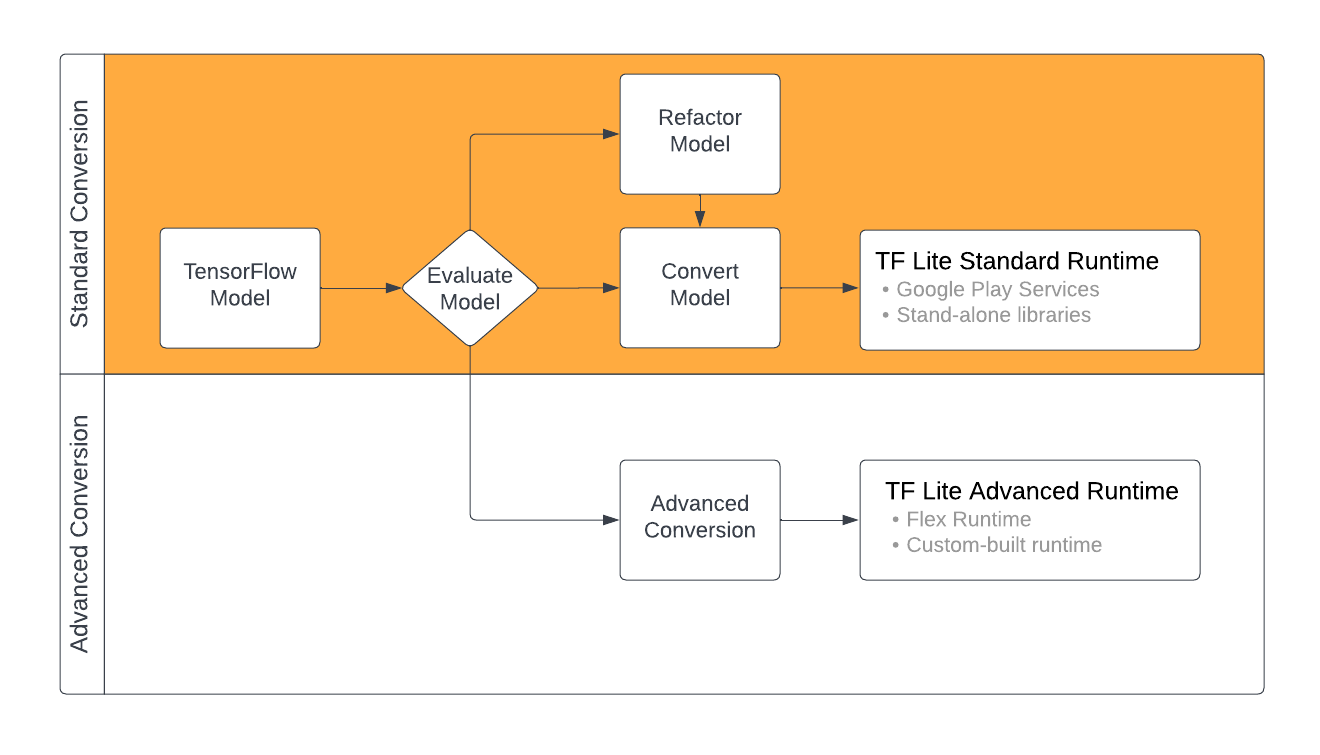 Standard Conversion
Refactor
Model
TensorFlow
Model
Evaluate
Model
Convert
Model
TF Lite Standard Runtime
• Google Play Services
• Stand-alone libraries
Advanced Conversion
Advanced
Conversion
TF Lite Advanced Runtime
• Flex Runtime
• Custom-built runtime